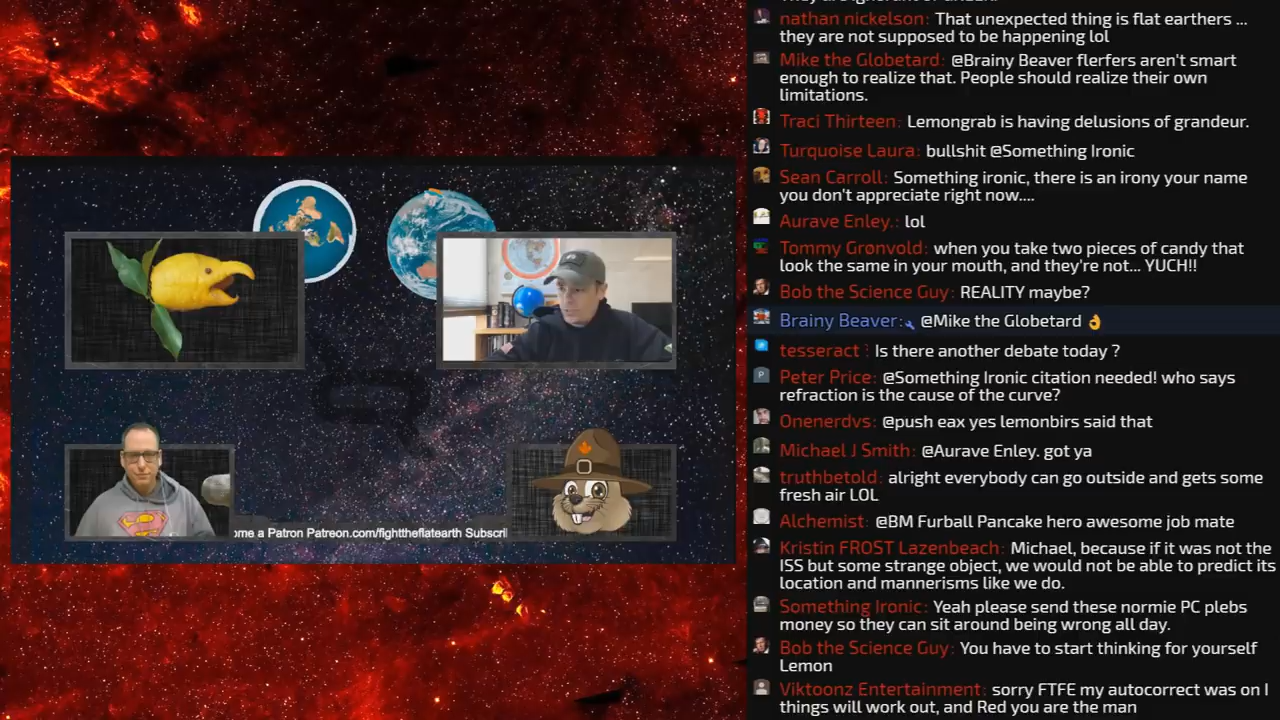 nathan nickelson: That unexpected thing is flat earthers ...
they are not supposed to be happening lol
Mike the Globetard: @Brainy Beaver flerfers aren't smart
enough to realize that. People should realize their own
limitations.
Traci Thirteen: Lemongrab is having delusions of grandeur.
Turquoise Laura: bullshit @Something Ironic
Sean Carroll: Something ironic, there is an irony your name
you don't appreciate right now....
Aurave Enley.: lol
Tommy Grønvold: when you take two pieces of candy that
look the same in your mouth, and they're not... YUCH!!
Bob the Science Guy: REALITY maybe?
Brainy Beaver: @Mike the Globetard 👌
tesseract : Is there another debate today ?
Peter Price: @Something Ironic citation needed! who says
refraction is the cause of the curve?
Onenerdvs: @push eax yes lemonbirs said that
Michael J Smith: @Aurave Enley. got ya
truthbetold: alright everybody can go outside and gets some
fresh air LOL
Alchemist: @BM Furball Pancake hero awesome job mate
Kristin FROST Lazenbeach: Michael, because if it was not the
ISS but some strange object, we would not be able to predict its
location and mannerisms like we do.
Something Ironic: Yeah please send these normie PC plebs
money so they can sit around being wrong all day.
Bob the Science Guy: You have to start thinking for yourself
Lemon
Viktoonz Entertainment: sorry FTFE my autocorrect was on I
things will work out, and Red you are the man
ome a Patron Patreon.com/fighttheflatearth Subscri